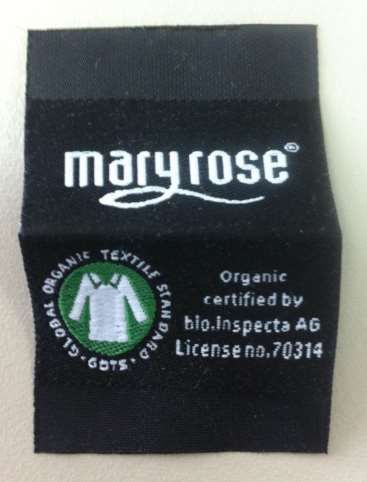 maryrose®
GLOBAL ORGANIC TEXTILE STANDARD · GOTS ·
Organic
certified by
bio.inspecta AG
License no. 70314